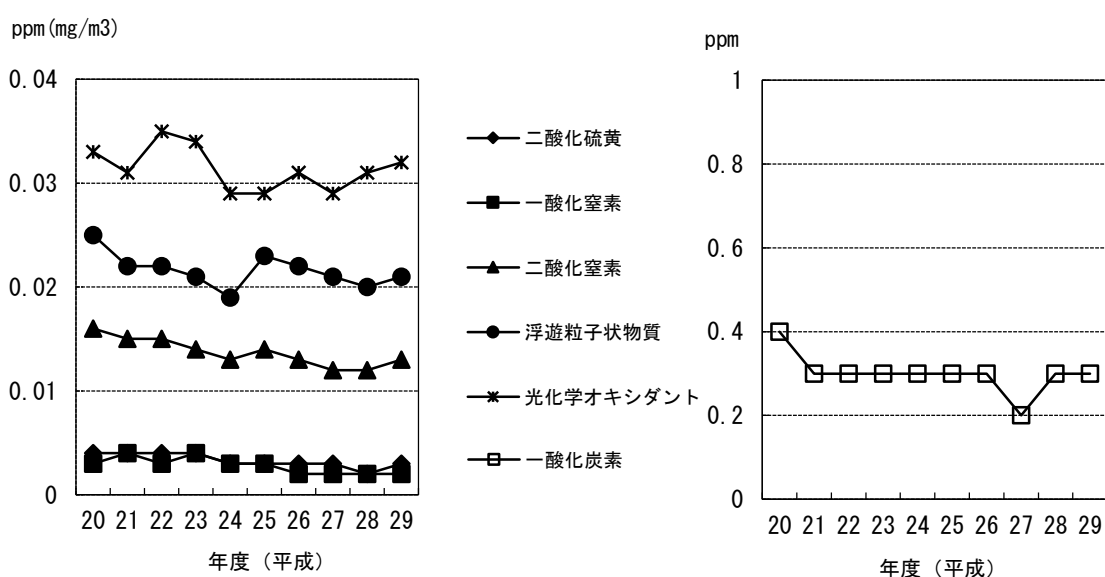 ppm(mg/m3)
0.04
0.03
0.02
0.01
0
20 21 22 23 24 25 26 27 28 29
年度（平成）
二酸化硫黄
一酸化窒素
二酸化窒素
浮遊粒子状物質
光化学オキシダント
一酸化炭素
ppm
1
0.8
0.6
0.4
0.2
0
20 21 22 23 24 25 26 27 28 29
年度（平成）